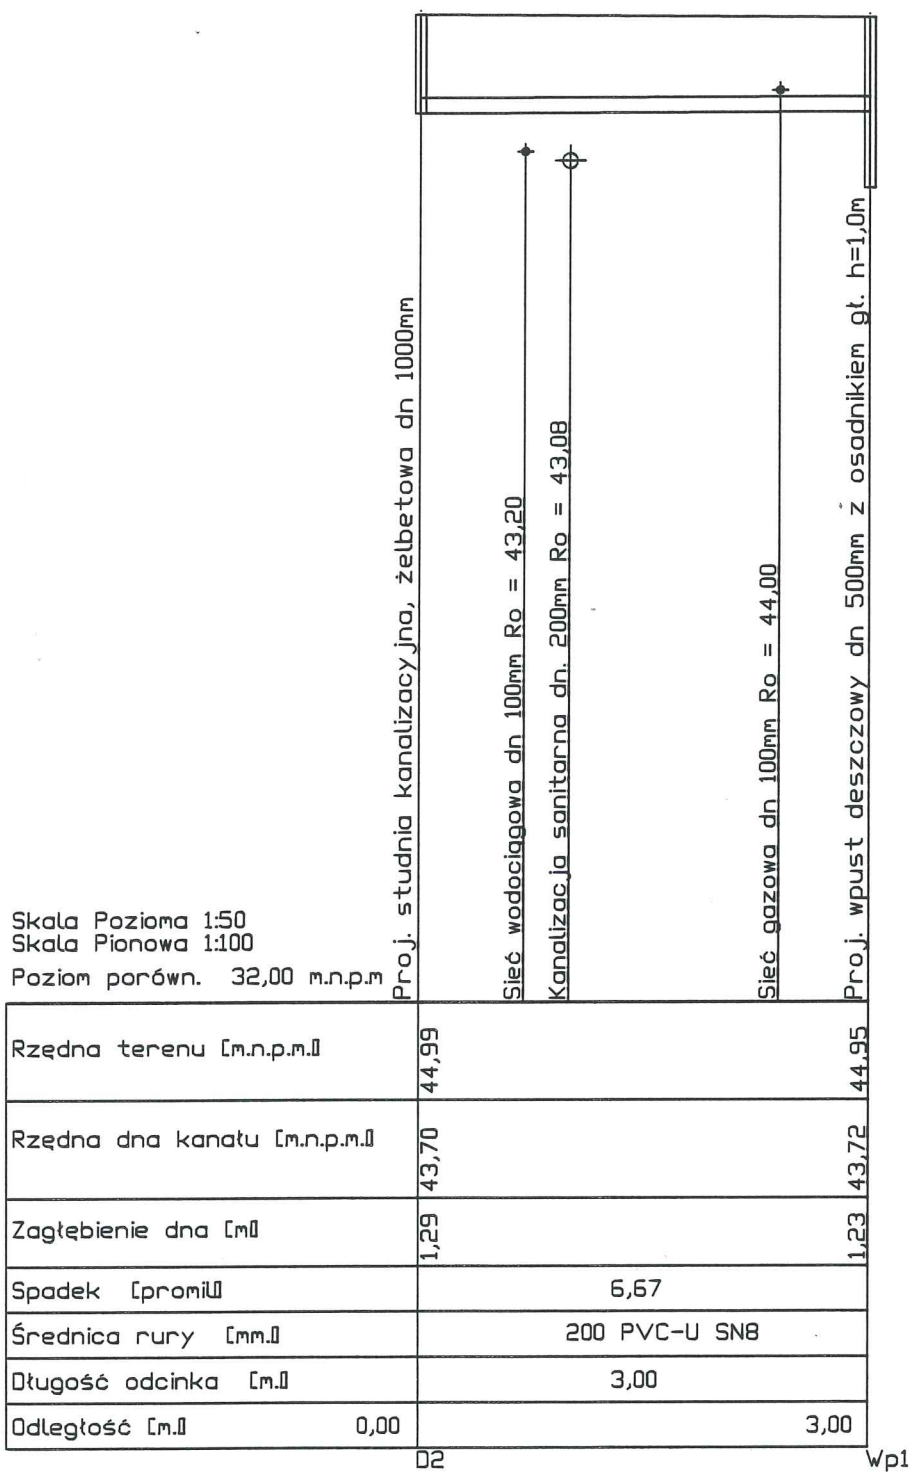 Proj. studnia kanalizacyjna, żelbetowa dn 1000mm
Sieć wodociągowa dn 100mm Ro = 43,20
Kanalizacja sanitarna dn. 200mm Ro = 43,08
Sieć gazowa dn 100mm Ro = 44,00
Proj. wpust deszczowy dn 500mm z osadnikiem gł. h=1,0m
Skala Pozioma 1:50
Skala Pionowa 1:100
Poziom porówn. 32,00 m.n.p.m
Rzędna terenu [m.n.p.m.] 44,99 44,95
Rzędna dna kanału [m.n.p.m.] 43,70 43,72
Zagłębienie dna [m] 1,29 1,23
Spadek [promil] 6,67
Średnica rury [mm.] 200 PVC-U SN8
Długość odcinka [m.] 3,00
Odległość [m.] 0,00 3,00
D2 Wp1